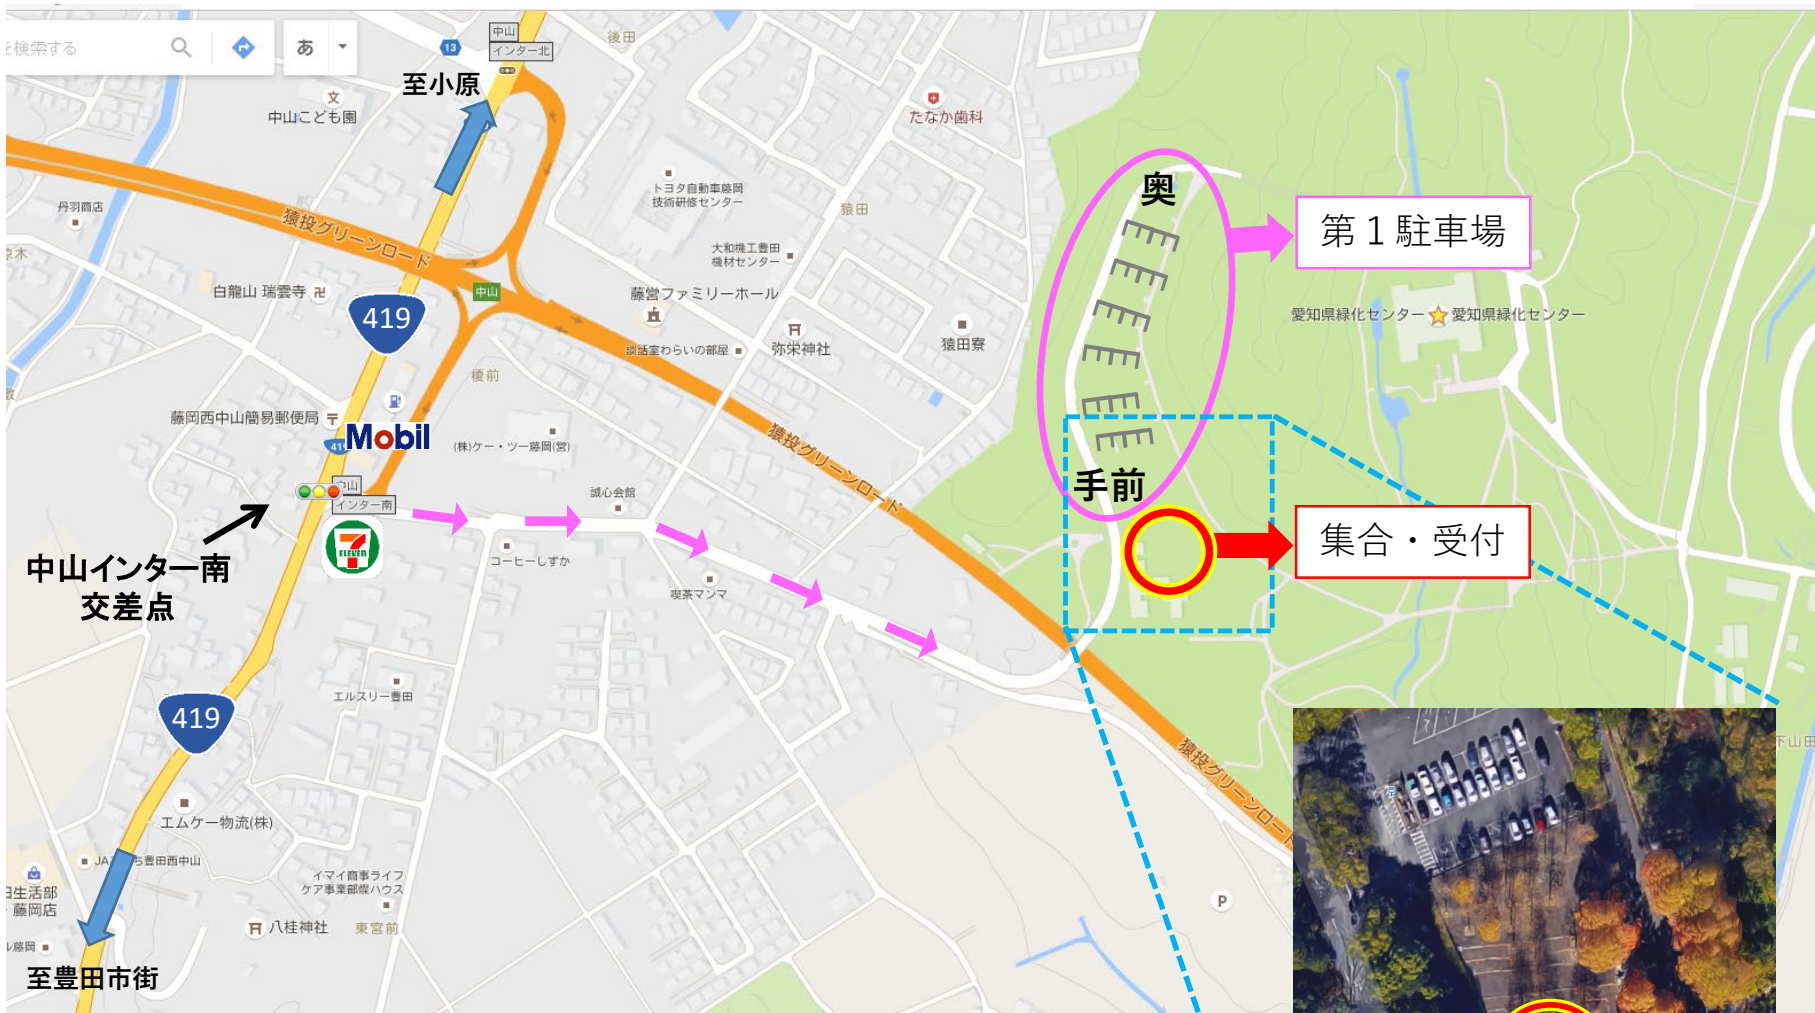 を検索する
あ
13
中山
インター北
後田
至小原
文
中山こども園
たなか歯科
丹羽商店
猿投グリーンロード
トヨタ自動車藤岡
技術研修センター
猿田
奥
第1駐車場
大和機工豊田
機材センター
白龍山 瑞雲寺
中山
419
藤営ファミリーホール
談話室わらいの部屋
弥栄神社
猿田寮
愛知県緑化センター
愛知県緑化センター
榎前
藤岡西中山簡易郵便局
Mobil
(株)ケー・ツー藤岡(営)
猿投グリーンロード
手前
中山
インター南
誠心会館
7
ELEVEN
コーヒーしずか
集合・受付
中山インター南
交差点
喫茶マンマ
エルスリー豊田
419
猿投グリーンロード
下山田
エムケー物流(株)
イマイ商事ライフ
ケア事業部燦ハウス
藤岡店
P
八柱神社
東宮前
至豊田市街